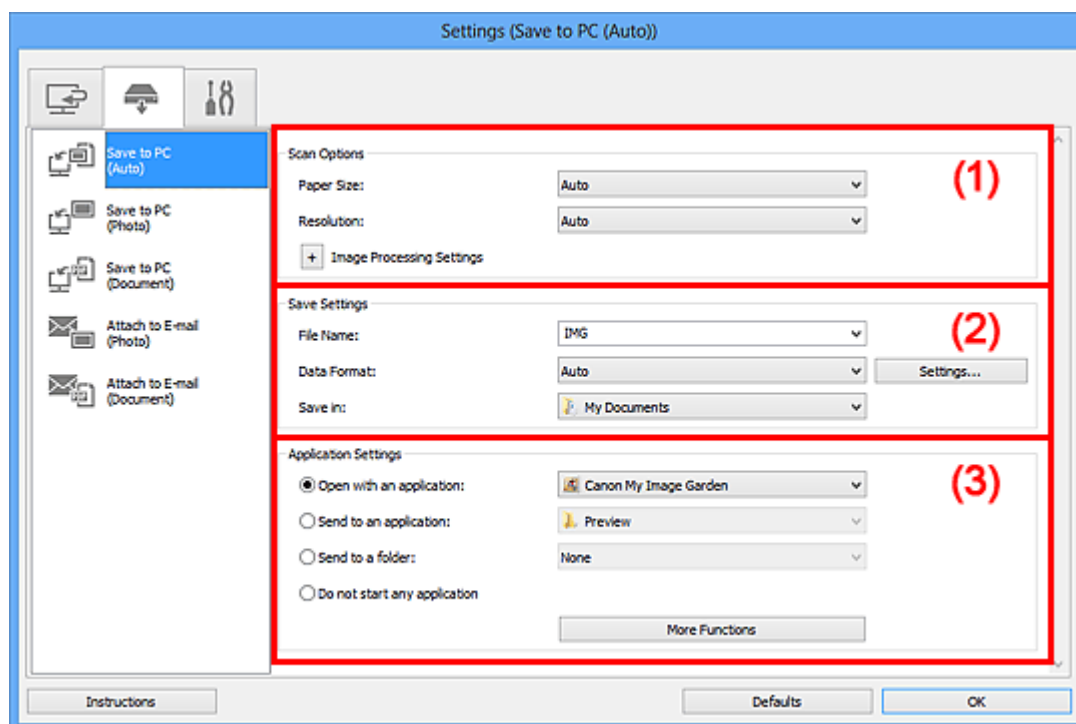 Settings (Save to PC (Auto))
Save to PC
(Auto)
Save to PC
(Photo)
Save to PC
(Document)
Attach to E-mail
(Photo)
Attach to E-mail
(Document)
Scan Options
(1)
Paper Size: Auto
Resolution: Auto
+ Image Processing Settings
Save Settings
(2)
File Name: IMG
Data Format: Auto Settings...
Save in: My Documents
Application Settings
(3)
Open with an application: Canon My Image Garden
Send to an application: Preview
Send to a folder: None
Do not start any application
More Functions
Instructions Defaults OK